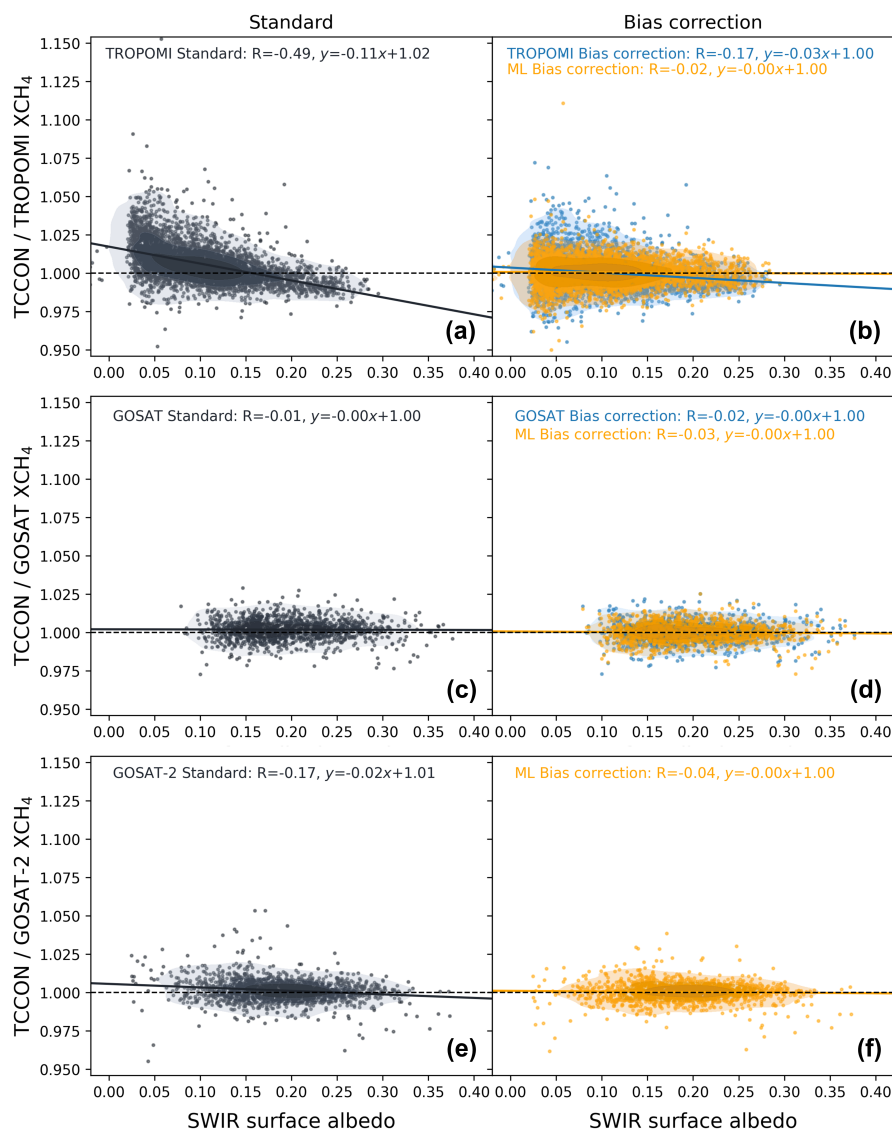 Standard
Bias correction
TCCON / TROPOMI XCH₄
1.150
1.125
1.100
1.075
1.050
1.025
1.000
0.975
0.950
TROPOMI Standard: R=-0.49, y=-0.11x+1.02
(a)
0.00 0.05 0.10 0.15 0.20 0.25 0.30 0.35 0.40
TROPOMI Bias correction: R=-0.17, y=-0.03x+1.00
ML Bias correction: R=-0.02, y=-0.00x+1.00
(b)
0.00 0.05 0.10 0.15 0.20 0.25 0.30 0.35 0.40
TCCON / GOSAT XCH₄
1.150
1.125
1.100
1.075
1.050
1.025
1.000
0.975
0.950
GOSAT Standard: R=-0.01, y=-0.00x+1.00
(c)
0.00 0.05 0.10 0.15 0.20 0.25 0.30 0.35 0.40
GOSAT Bias correction: R=-0.02, y=-0.00x+1.00
ML Bias correction: R=-0.03, y=-0.00x+1.00
(d)
0.00 0.05 0.10 0.15 0.20 0.25 0.30 0.35 0.40
TCCON / GOSAT-2 XCH₄
1.150
1.125
1.100
1.075
1.050
1.025
1.000
0.975
0.950
GOSAT-2 Standard: R=-0.17, y=-0.02x+1.01
(e)
0.00 0.05 0.10 0.15 0.20 0.25 0.30 0.35 0.40
SWIR surface albedo
ML Bias correction: R=-0.04, y=-0.00x+1.00
(f)
0.00 0.05 0.10 0.15 0.20 0.25 0.30 0.35 0.40
SWIR surface albedo